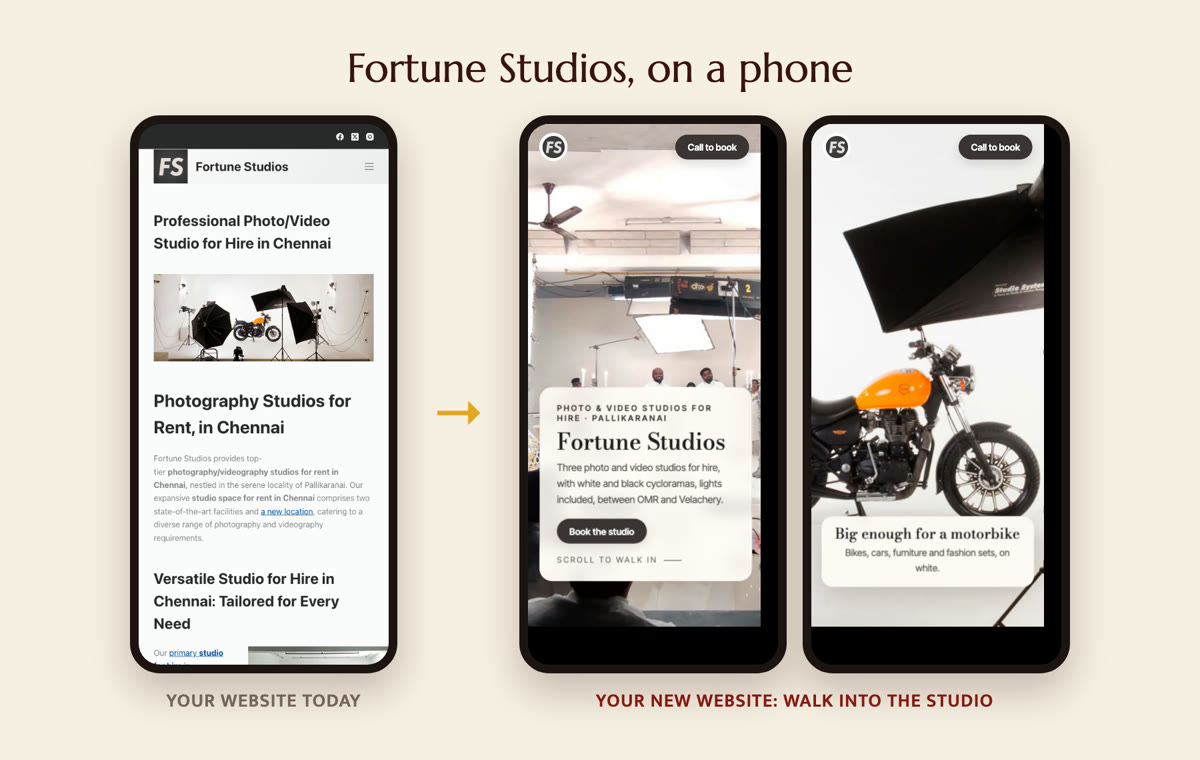 Fortune Studios, on a phone
FS
Fortune Studios
Professional Photo/Video
Studio for Hire in Chennai
Photography Studios for
Rent, in Chennai
Fortune Studios provides top-
tier photography/videography studios for rent in
Chennai, nestled in the serene locality of Pallikaranai. Our
expansive studio space for rent in Chennai comprises two
state-of-the-art facilities and a new location, catering to a
diverse range of photography and videography
requirements.
Versatile Studio for Hire in
Chennai: Tailored for Every
Need
Our primary studio
YOUR WEBSITE TODAY
FS
Call to book
2
PHOTO & VIDEO STUDIOS FOR
HIRE · PALLIKARANAI
Fortune Studios
Three photo and video studios for hire,
with white and black cycloramas, lights
included, between OMR and Velachery.
Book the studio
SCROLL TO WALK IN
FS
Call to book
Studio System
Big enough for a motorbike
Bikes, cars, furniture and fashion sets, on
white.
YOUR NEW WEBSITE: WALK INTO THE STUDIO